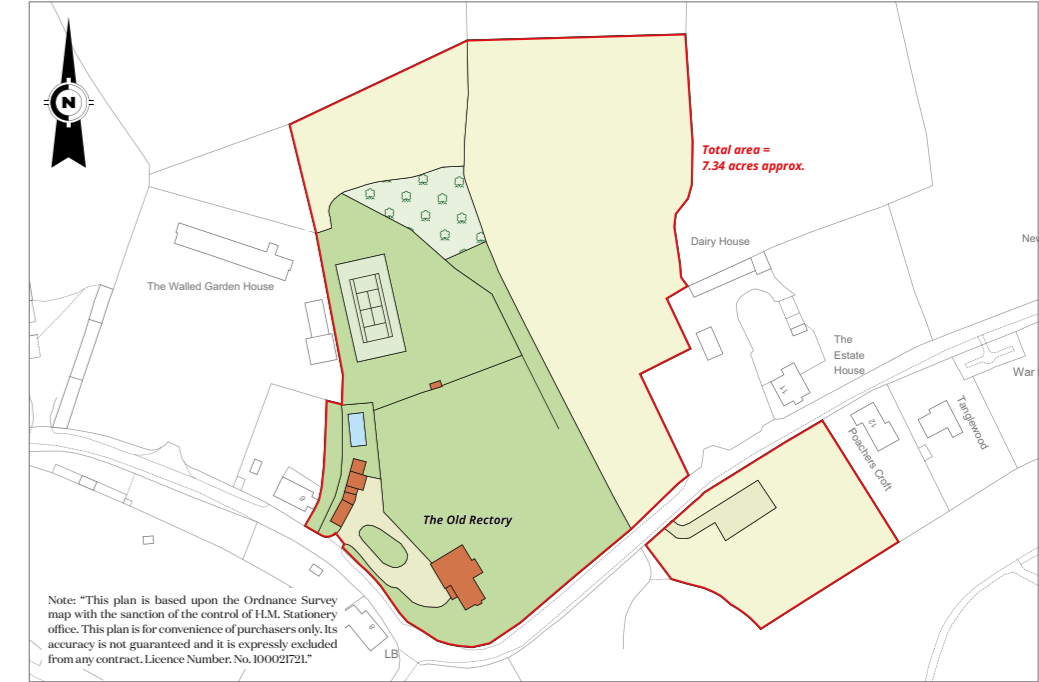 N
Total area =
7.34 acres approx.
Dairy House
New
The Walled Garden House
The
Estate
House
War
11
12
Tanglewood
Poachers Croft
9
The Old Rectory
8
LB
Note: “This plan is based upon the Ordnance Survey
map with the sanction of the control of H.M. Stationery
office. This plan is for convenience of purchasers only. Its
accuracy is not guaranteed and it is expressly excluded
from any contract. Licence Number. No. 100021721.”